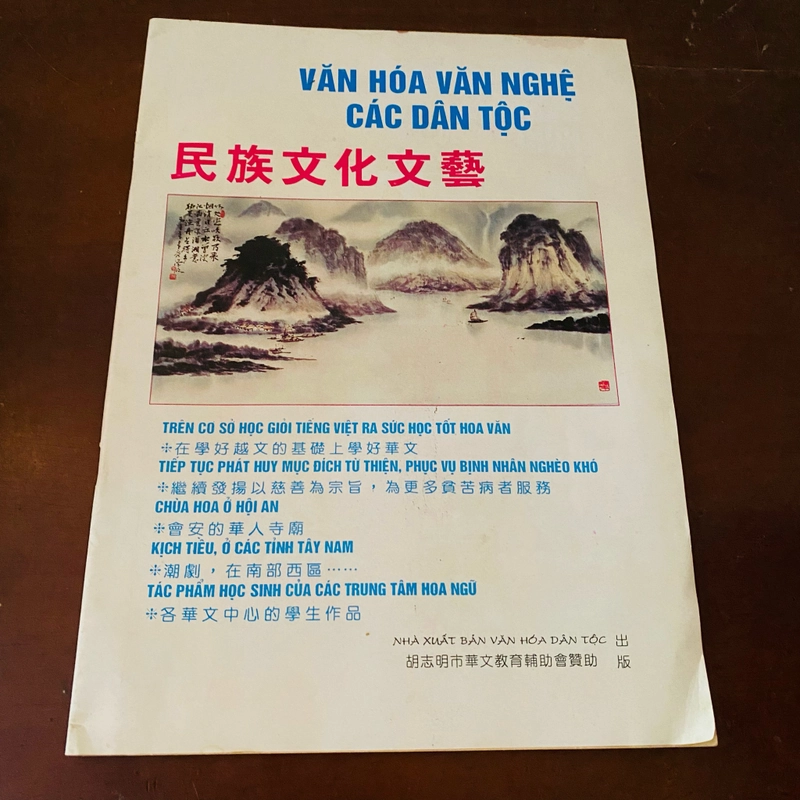 VĂN HÓA VĂN NGHỆ
CÁC DÂN TỘC
民族文化文藝
TRÊN CƠ SỞ HỌC GIỎI TIẾNG VIỆT RA SỨC HỌC TỐT HOA VĂN
❉在學好越文的基礎上學好華文
TIẾP TỤC PHÁT HUY MỤC ĐÍCH TỪ THIỆN, PHỤC VỤ BỊNH NHÂN NGHÈO KHÓ
❉繼續發揚以慈善為宗旨，為更多貧苦病者服務
CHÙA HOA Ở HỘI AN
❉會安的華人寺廟
KỊCH TIỀU, Ở CÁC TỈNH TÂY NAM
❉潮劇，在南部西區……
TÁC PHẨM HỌC SINH CỦA CÁC TRUNG TÂM HOA NGỮ
❉各華文中心的學生作品
NHÀ XUẤT BẢN VĂN HÓA DÂN TỘC 出
胡志明市華文教育輔助會贊助 版